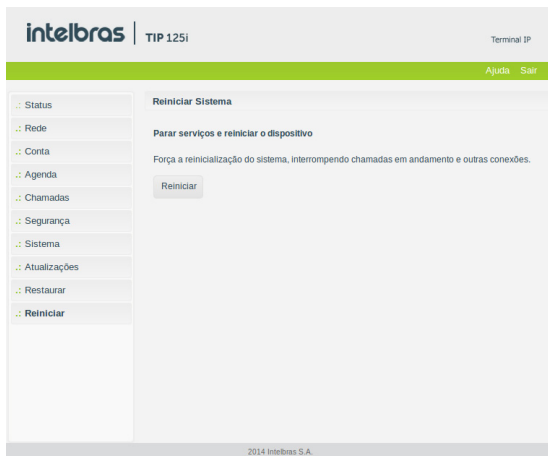 intelbras TIP 125i
Terminal IP
Ajuda Sair
.: Status
.: Rede
.: Conta
.: Agenda
.: Chamadas
.: Segurança
.: Sistema
.: Atualizações
.: Restaurar
.: Reiniciar
Reiniciar Sistema
Parar serviços e reiniciar o dispositivo
Força a reinicialização do sistema, interrompendo chamadas em andamento e outras conexões.
Reiniciar
2014 Intelbras S.A.